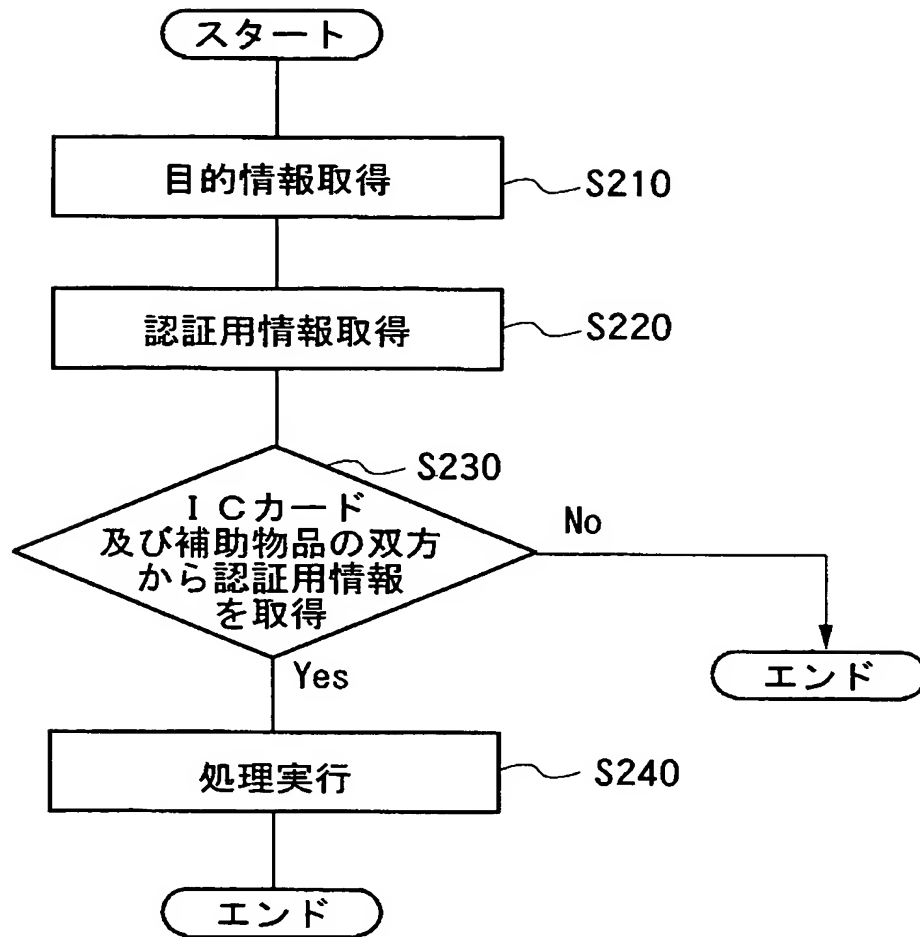 スタート
目的情報取得
S210
認証用情報取得
S220
S230
ＩＣカード
及び補助物品の双方
から認証用情報
を取得
No
エンド
Yes
処理実行
S240
エンド